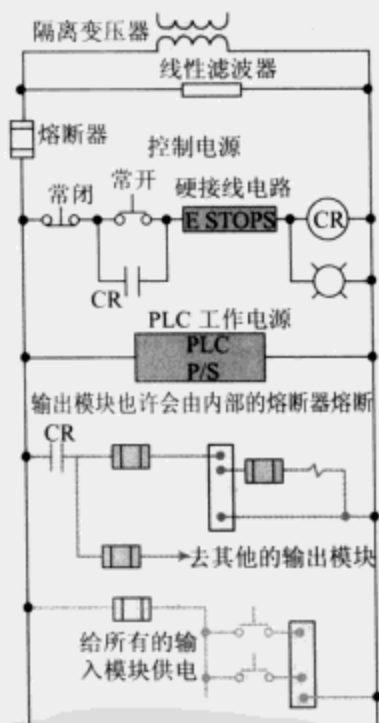 隔离变压器
线性滤波器
熔断器
控制电源
常闭
常开
硬接线电路
E STOPS
CR
CR
PLC 工作电源
PLC
P/S
输出模块也许会由内部的熔断器熔断
CR
去其他的输出模块
给所有的输
入模块供电